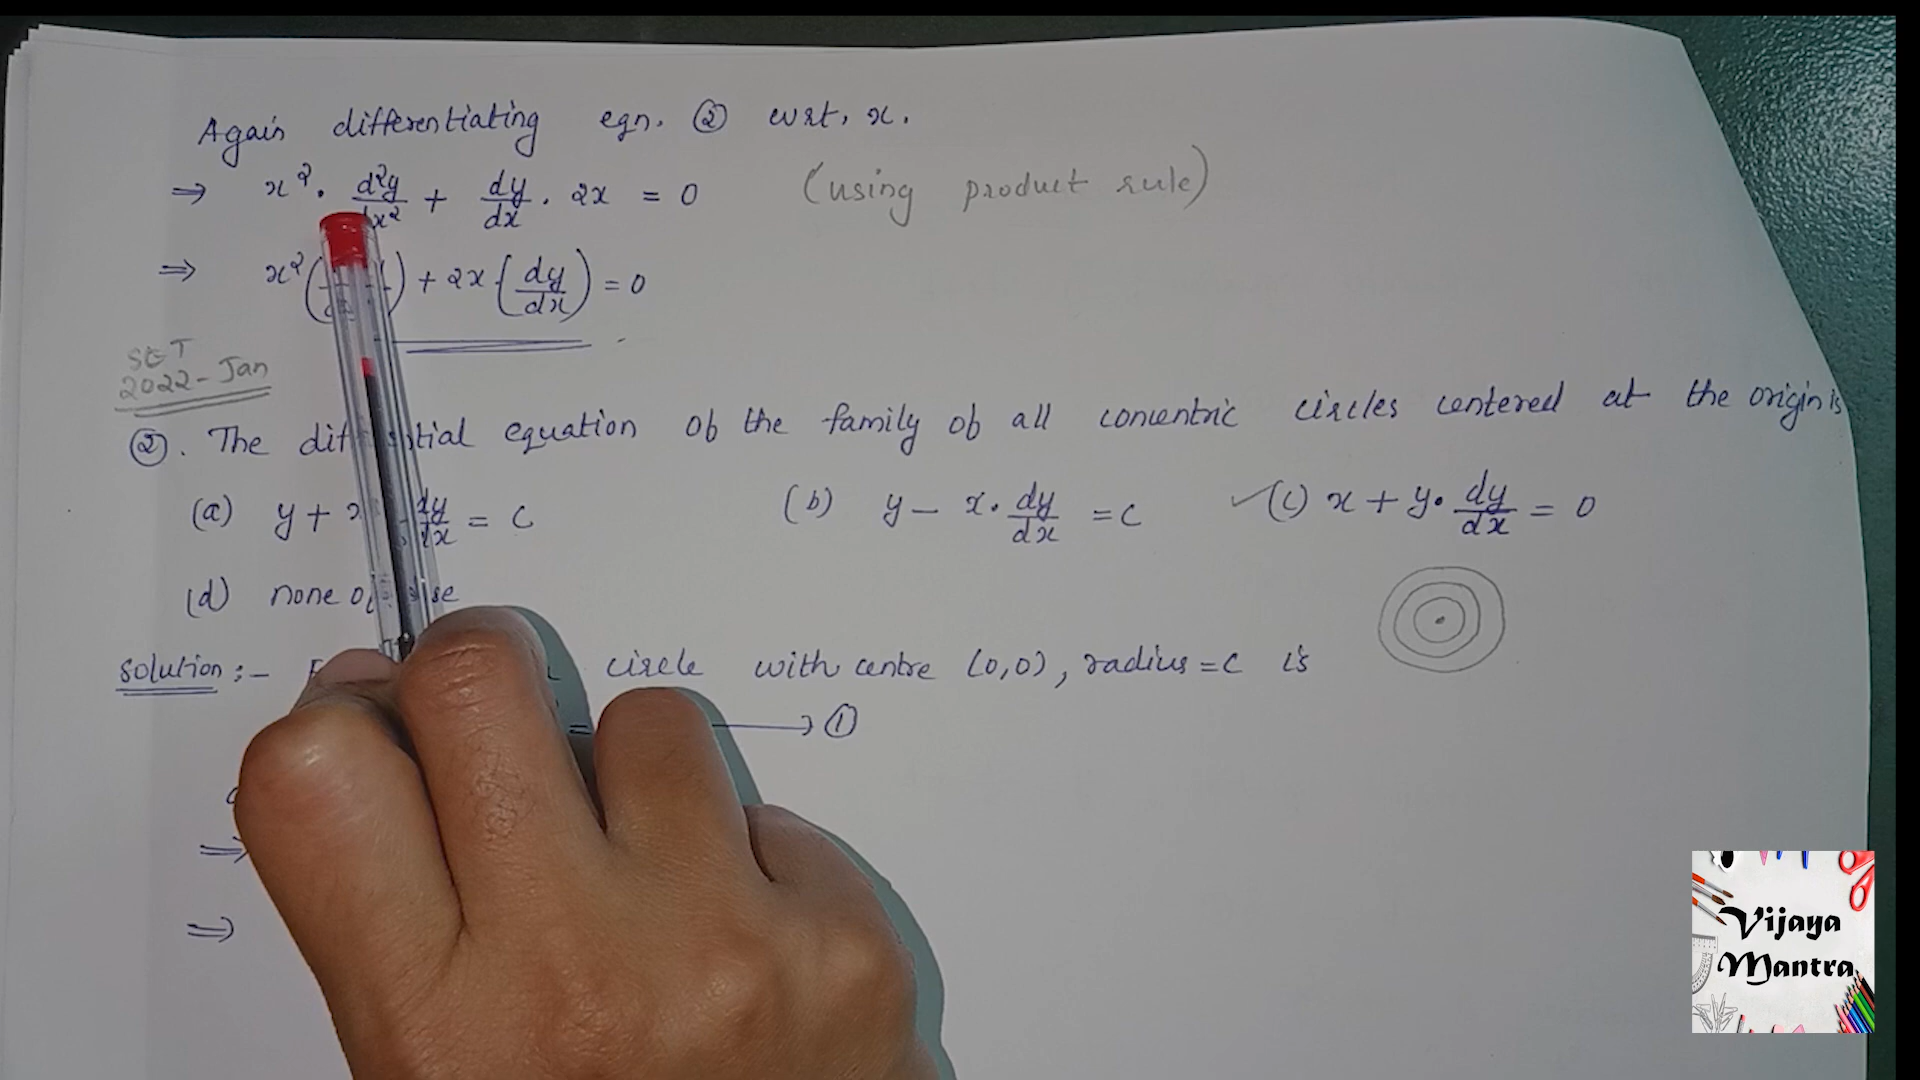 Again differentiating eqn. ② wrt. x.
⇒ x² · d²y/dx² + dy/dx · 2x = 0 (using product rule)
⇒ x² ( ) + 2x (dy/dx) = 0
SET
2022 - Jan
②. The equation of the family of all concentric circles centered at the origin is
(a) y + dy/dx = c (b) y - x · dy/dx = c (c) x + y · dy/dx = 0
(d) none
Solution :- circle with centre (0,0), radius = c is
= ①
⇒
⇒
Vijaya
Mantra